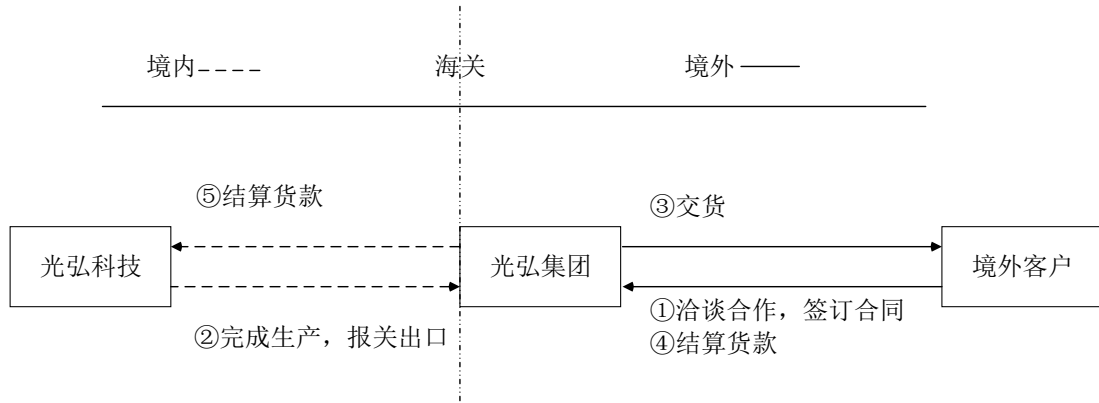 境内
海关
境外
⑤结算货款
③交货
光弘科技
光弘集团
境外客户
②完成生产，报关出口
①洽谈合作，签订合同
④结算货款